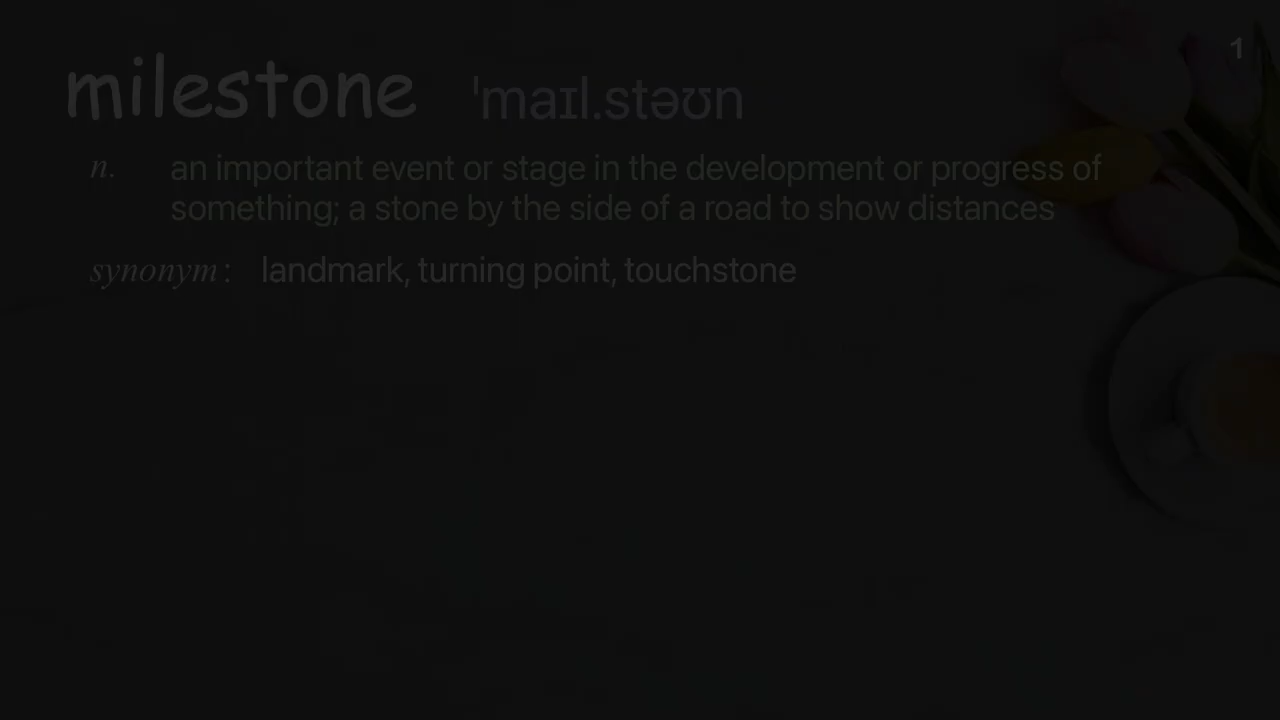 1
milestone ˈmaɪl.stəʊn
n. an important event or stage in the development or progress of
something; a stone by the side of a road to show distances
synonym: landmark, turning point, touchstone